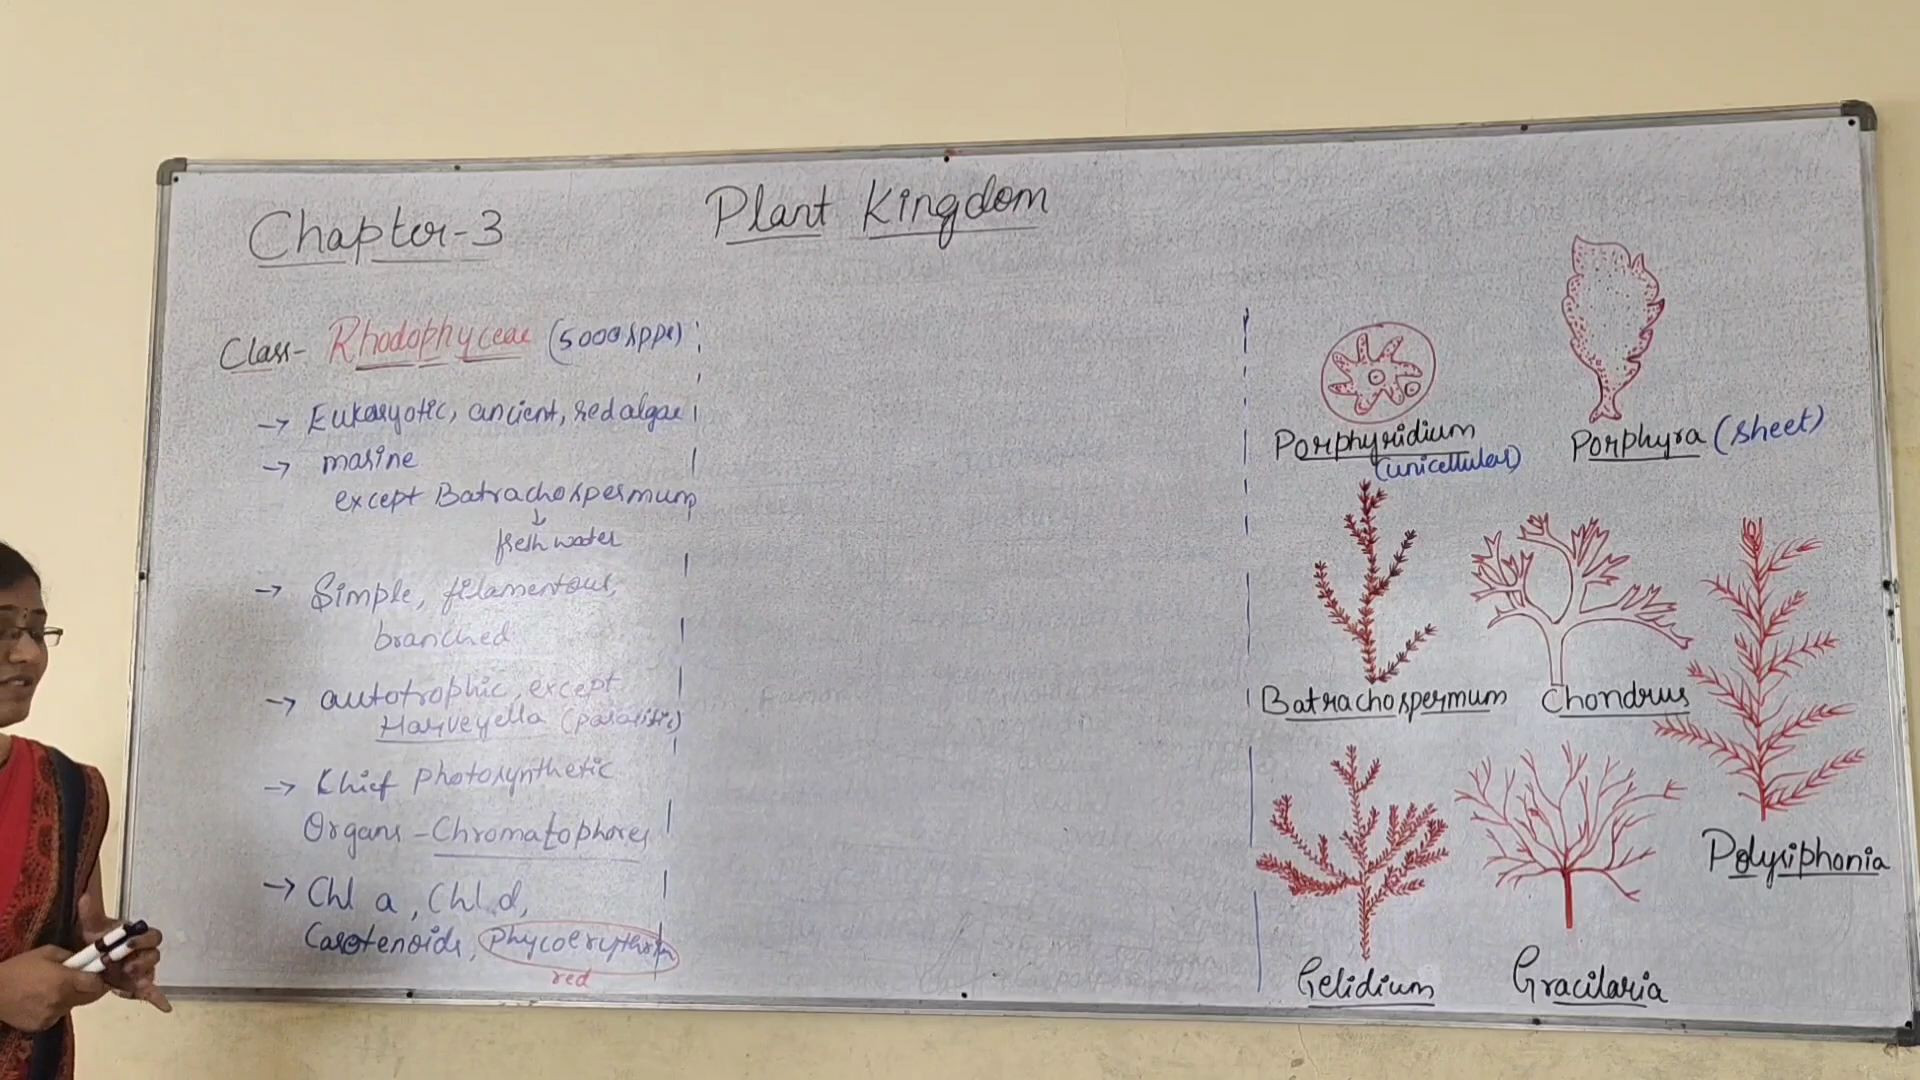 Chapter-3
Plant Kingdom
Class- Rhodophyceae (5000 spps)
→ Eukaryotic, ancient, red algae
→ marine
except Batrachospermum
↓
fresh water
→ Simple, filamentous,
branched
→ autotrophic, except
Harveyella (parasitic)
→ Chief photosynthetic
Organs - Chromatophores
→ Chl a, Chl d,
Carotenoids, phycoerythrin
red
Porphyridium
(unicellular)
Porphyra (sheet)
Batrachospermum
Chondrus
Polysiphonia
Gelidium
Gracilaria